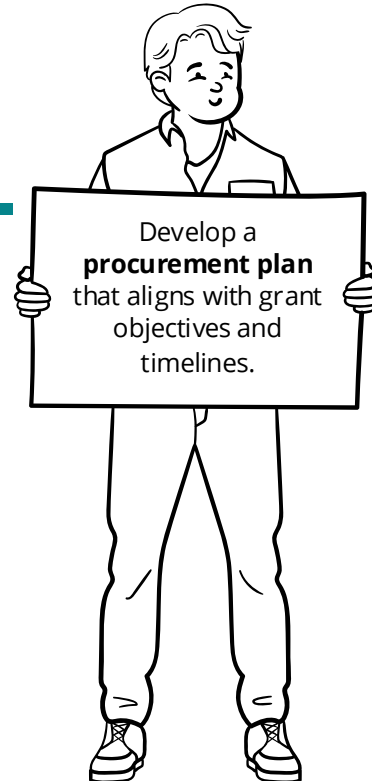 Develop a
procurement plan
that aligns with grant
objectives and
timelines.